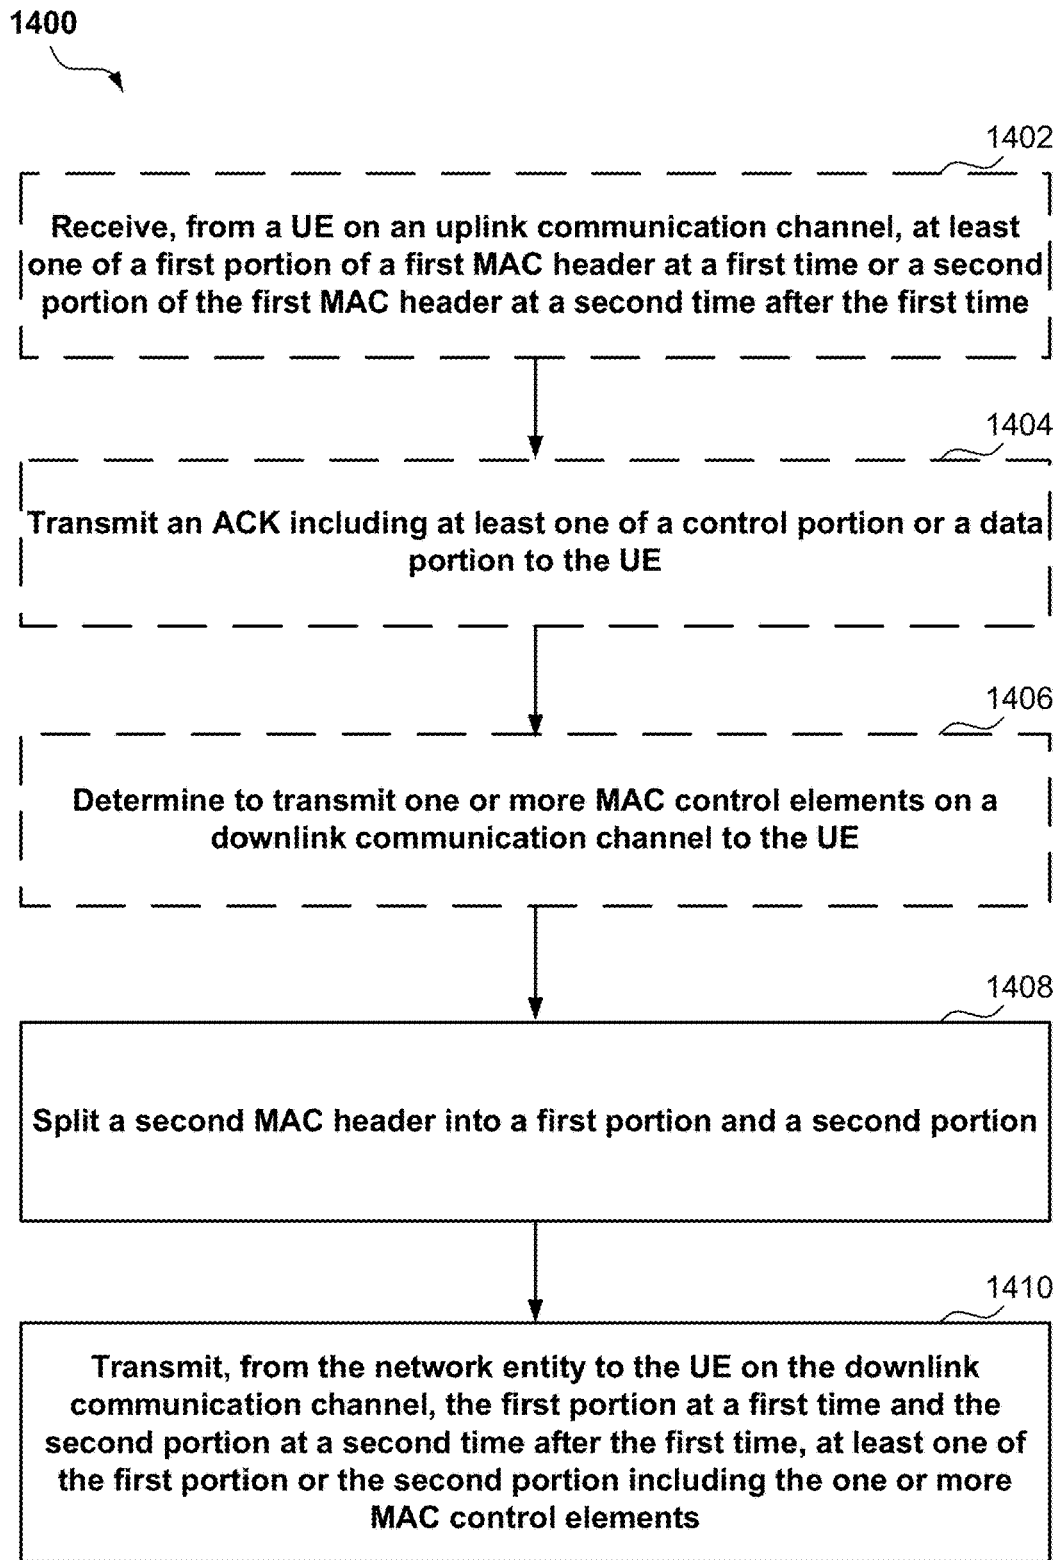 1400
1402
Receive, from a UE on an uplink communication channel, at least
one of a first portion of a first MAC header at a first time or a second
portion of the first MAC header at a second time after the first time
1404
Transmit an ACK including at least one of a control portion or a data
portion to the UE
1406
Determine to transmit one or more MAC control elements on a
downlink communication channel to the UE
1408
Split a second MAC header into a first portion and a second portion
1410
Transmit, from the network entity to the UE on the downlink
communication channel, the first portion at a first time and the
second portion at a second time after the first time, at least one of
the first portion or the second portion including the one or more
MAC control elements